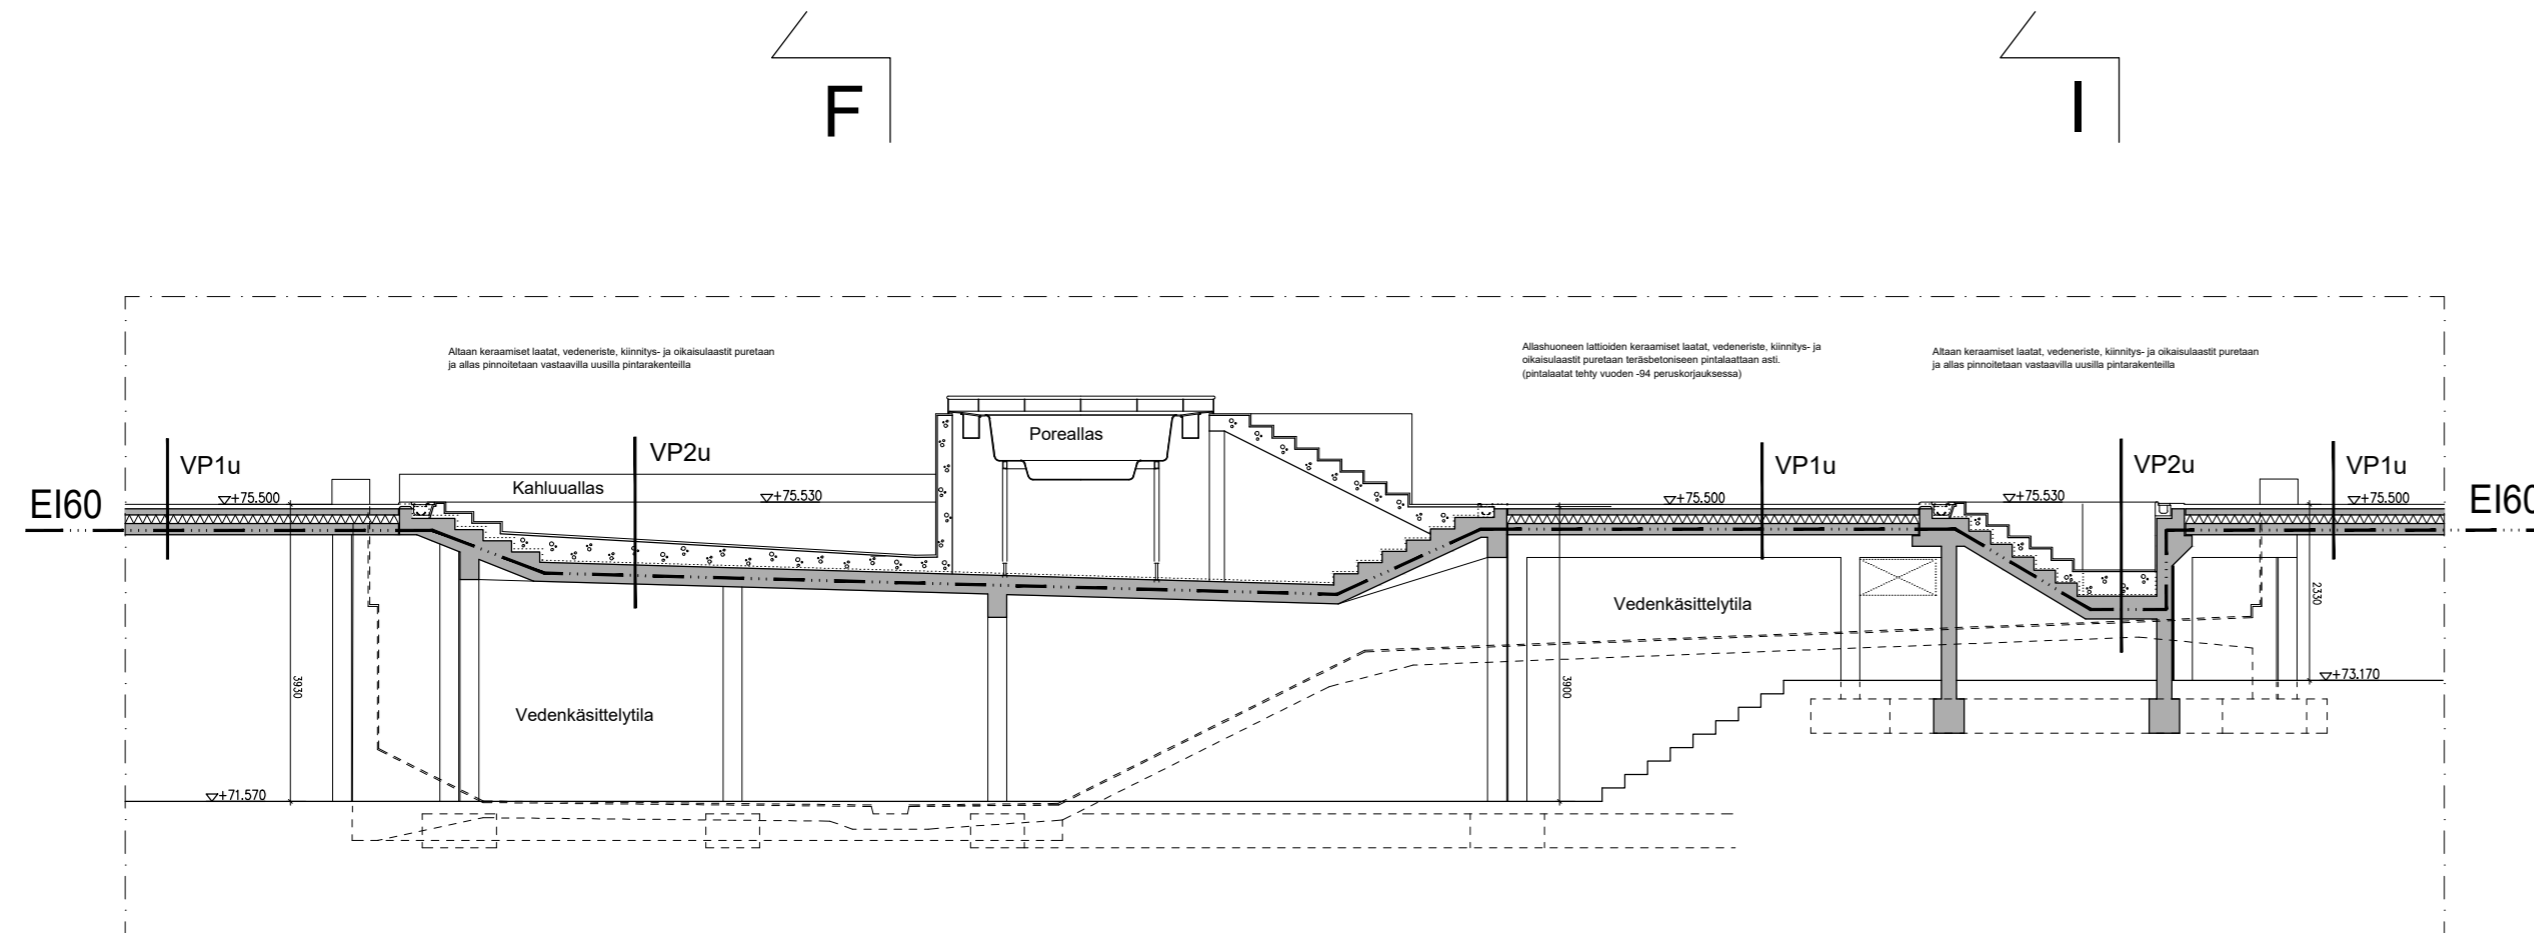 F
I
Altaan keraamiset laatat, vedeneriste, kiinnitys- ja oikaisulaastit puretaan
ja allas pinnoitetaan vastaavilla uusilla pintarakenteilla
Allashuoneen lattioiden keraamiset laatat, vedeneriste, kiinnitys- ja
oikaisulaastit puretaan teräsbetoniseen pintalaattaan asti.
(pintalaatat tehty vuoden -94 peruskorjauksessa)
Altaan keraamiset laatat, vedeneriste, kiinnitys- ja oikaisulaastit puretaan
ja allas pinnoitetaan vastaavilla uusilla pintarakenteilla
Poreallas
VP1u
VP2u
VP1u
VP2u
VP1u
EI60
+75.500
Kahluuallas
+75.530
+75.500
+75.530
+75.500
EI60
Vedenkäsittelytila
2330
+73.170
3930
3900
Vedenkäsittelytila
+71.570